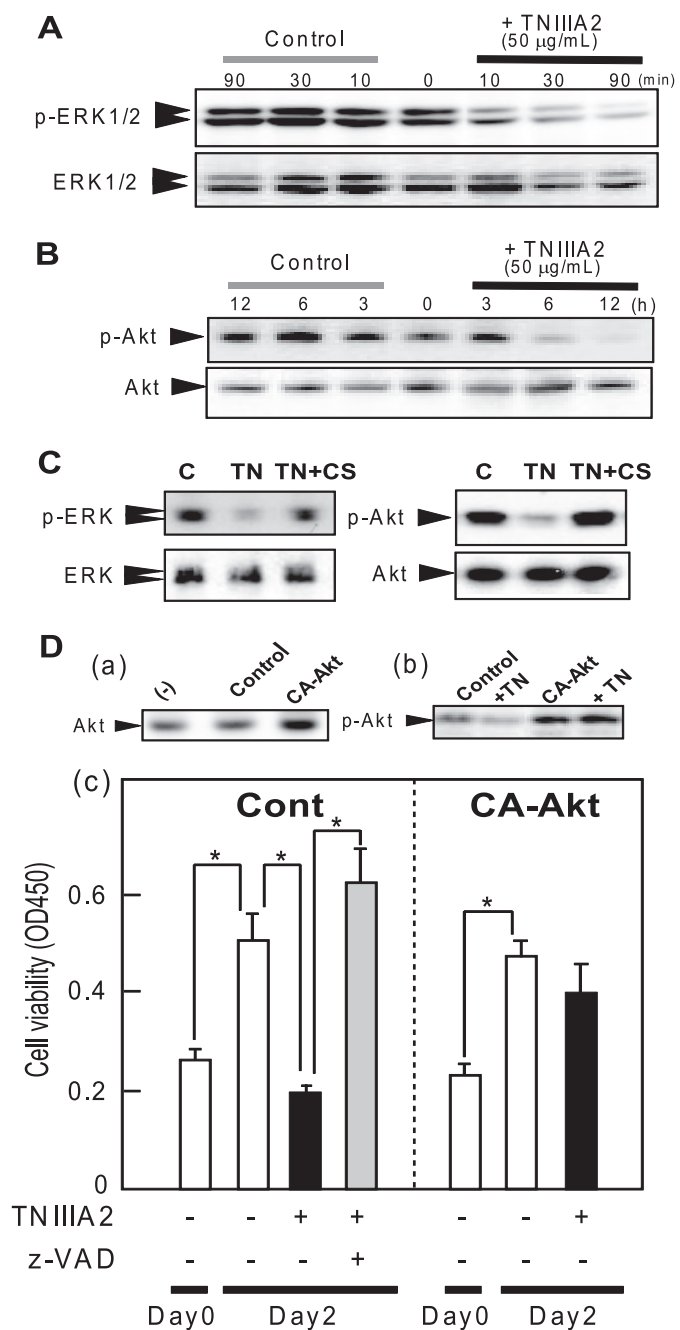 A
Control
+ TNIIIA2
(50 µg/mL)
90 30 10 0 10 30 90 (min)
p-ERK1/2
ERK1/2
B
Control
+ TNIIIA2
(50 µg/mL)
12 6 3 0 3 6 12 (h)
p-Akt
Akt
C
C TN TN+CS
p-ERK
ERK
C TN TN+CS
p-Akt
Akt
D
(a)
(-) Control CA-Akt
Akt
(b)
Control +TN CA-Akt + TN
p-Akt
(c)
Cont
CA-Akt
Cell viability (OD450)
* * * *
0.6
0.4
0.2
0
TNIIIA2 - - + + - - +
z-VAD - - - + - - -
Day0 Day2 Day0 Day2